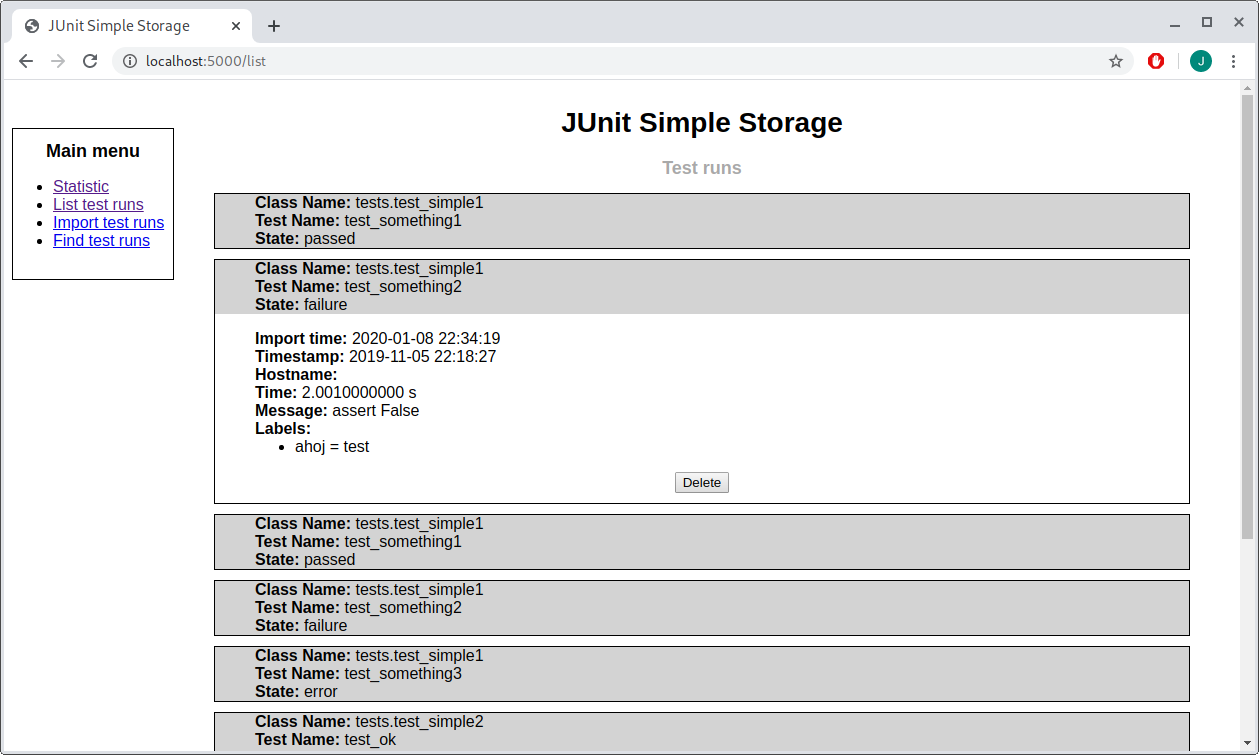 JUnit Simple Storage
localhost:5000/list
J
Main menu
Statistic
List test runs
Import test runs
Find test runs
JUnit Simple Storage
Test runs
Class Name: tests.test_simple1
Test Name: test_something1
State: passed
Class Name: tests.test_simple1
Test Name: test_something2
State: failure
Import time: 2020-01-08 22:34:19
Timestamp: 2019-11-05 22:18:27
Hostname:
Time: 2.0010000000 s
Message: assert False
Labels:
ahoj = test
Delete
Class Name: tests.test_simple1
Test Name: test_something1
State: passed
Class Name: tests.test_simple1
Test Name: test_something2
State: failure
Class Name: tests.test_simple1
Test Name: test_something3
State: error
Class Name: tests.test_simple2
Test Name: test_ok